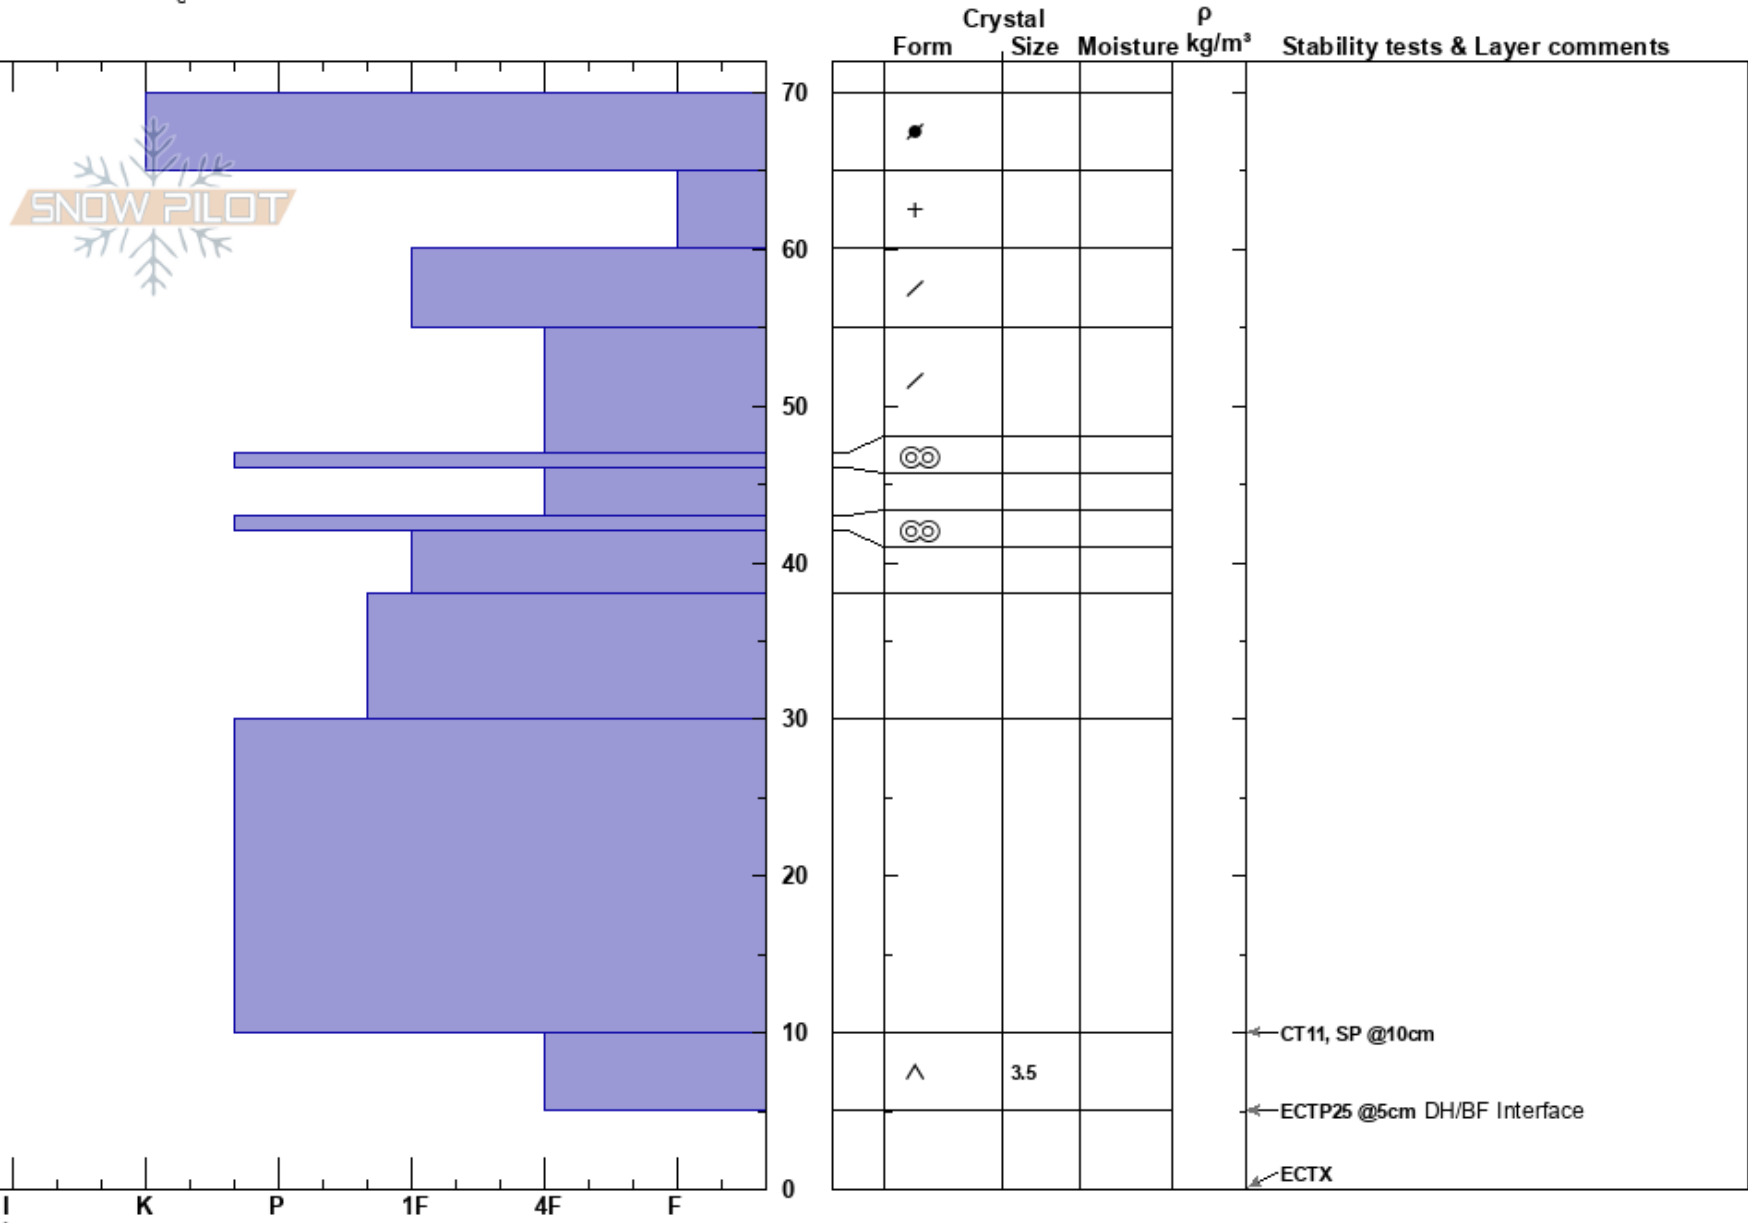 Crystal
ρ
Form Size Moisture kg/m³ Stability tests & Layer comments
70
SNOW PILOT
60
50
40
30
20
10
CT11, SP @10cm
3.5
ECTP25 @5cm DH/BF Interface
ECTX
0
I K P 1F 4F F